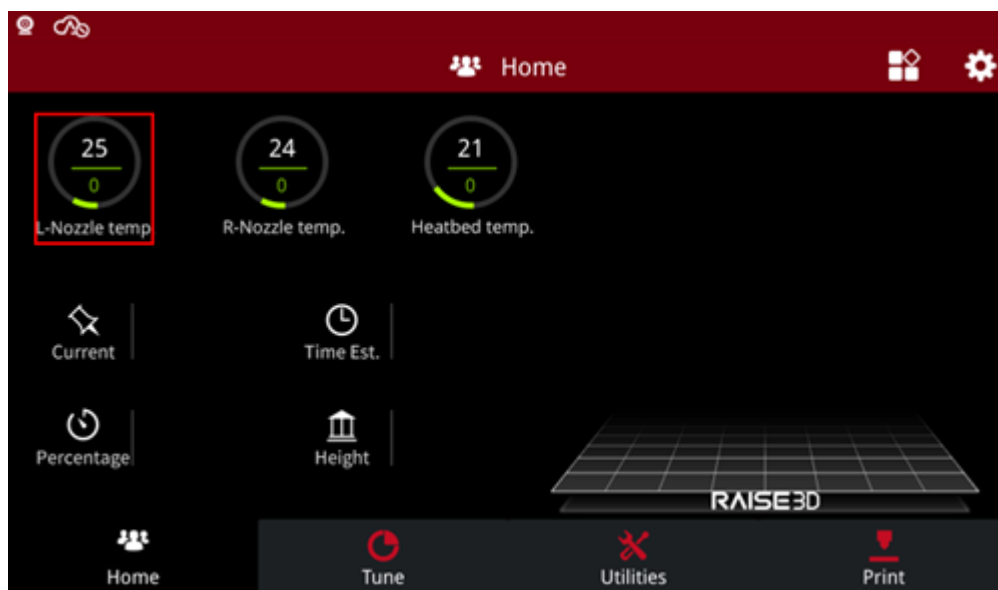 Home
25
0
L-Nozzle temp
24
0
R-Nozzle temp.
21
0
Heatbed temp.
Current
Time Est.
Percentage
Height
RAISE3D
Home
Tune
Utilities
Print